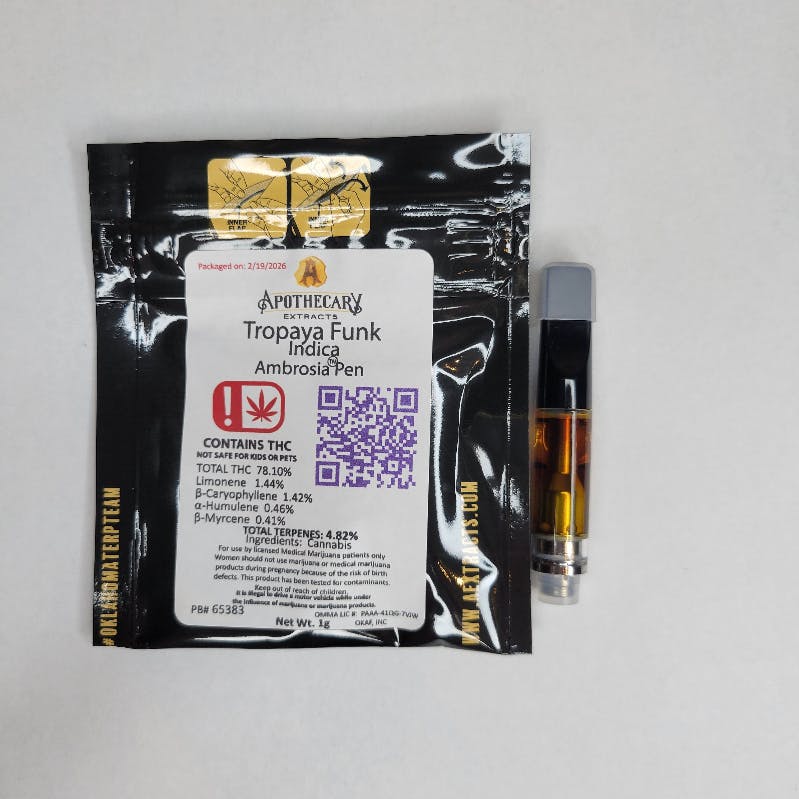 INNER FLAP
Packaged on: 2/19/2026
A
APOTHECARY
EXTRACTS
Tropaya Funk
Indica
Ambrosia™Pen
!
CONTAINS THC
NOT SAFE FOR KIDS OR PETS
TOTAL THC 78.10%
Limonene 1.44%
β-Caryophyllene 1.42%
α-Humulene 0.46%
β-Myrcene 0.41%
TOTAL TERPENES: 4.82%
Ingredients: Cannabis
For use by licensed Medical Marijuana patients only
Women should not use marijuana or medical marijuana
products during pregnancy because of the risk of birth
defects. This product has been tested for contaminants.
Keep out of reach of children.
It is illegal to drive a motor vehicle while under
the influence of marijuana or marijuana products.
PB# 65383
OMMA LIC #:
Net Wt. 1g
OKAF, INC
#OKLAHOMATERPTEAM
WWW.AEXTRACTS.COM